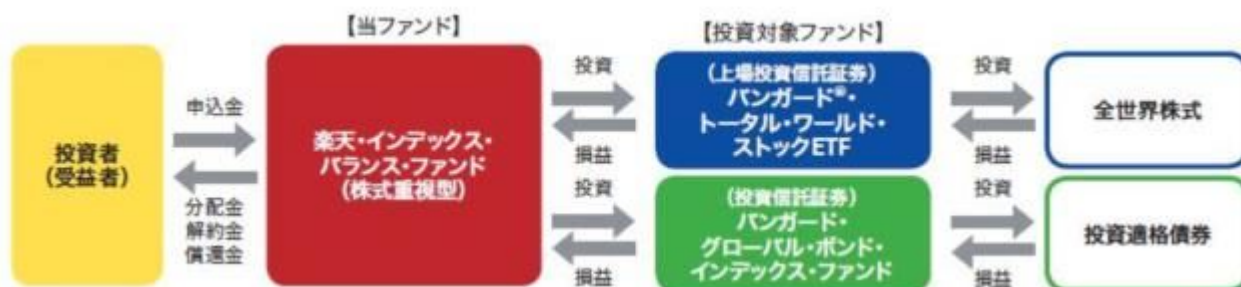 【当ファンド】
【投資対象ファンド】
投資者
(受益者)
申込金
分配金
解約金
償還金
楽天・インデックス・
バランス・ファンド
(株式重視型)
投資
損益
投資
損益
(上場投資信託証券)
バンガード®・
トータル・ワールド・
ストックETF
(投資信託証券)
バンガード・
グローバル・ボンド・
インデックス・ファンド
投資
損益
投資
損益
全世界株式
投資適格債券